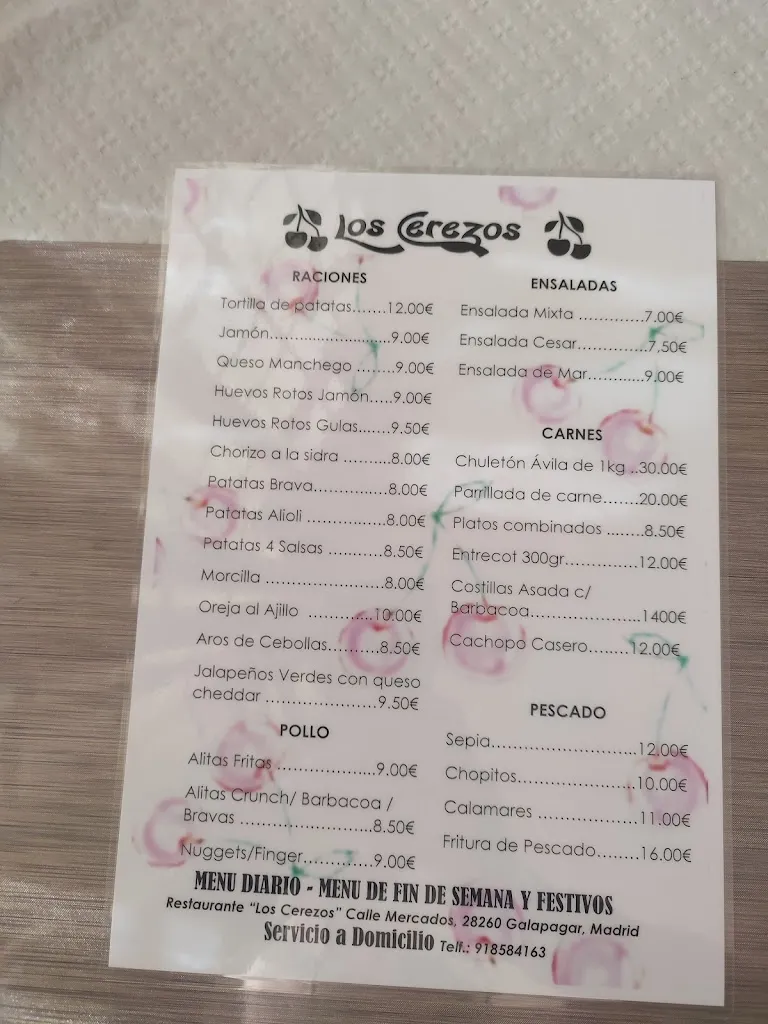 Los Cerezos
RACIONES
Tortilla de patatas.......12.00€
Jamón.............................9.00€
Queso Manchego ........9.00€
Huevos Rotos Jamón.....9.00€
Huevos Rotos Gulas.......9.50€
Chorizo a la sidra .........8.00€
Patatas Brava...............8.00€
Patatas Alioli ................8.00€
Patatas 4 Salsas ...........8.50€
Morcilla .......................8.00€
Oreja al Ajillo .............10.00€
Aros de Cebollas..........8.50€
Jalapeños Verdes con queso
cheddar ......................9.50€
POLLO
Alitas Fritas ...................9.00€
Alitas Crunch/ Barbacoa /
Bravas ..........................8.50€
Nuggets/Finger.............9.00€
ENSALADAS
Ensalada Mixta .............7.00€
Ensalada Cesar..............7,50€
Ensalada de Mar............9.00€
CARNES
Chuletón Ávila de 1kg ..30.00€
Parrillada de carne.......20.00€
Platos combinados ........8.50€
Entrecot 300gr..............12.00€
Costillas Asada c/
Barbacoa......................1400€
Cachopo Casero........12.00€
PESCADO
Sepia.............................12.00€
Chopitos.......................10.00€
Calamares ...................11.00€
Fritura de Pescado........16.00€
MENU DIARIO - MENU DE FIN DE SEMANA Y FESTIVOS
Restaurante "Los Cerezos" Calle Mercados, 28260 Galapagar, Madrid
Servicio a Domicilio Telf.: 918584163